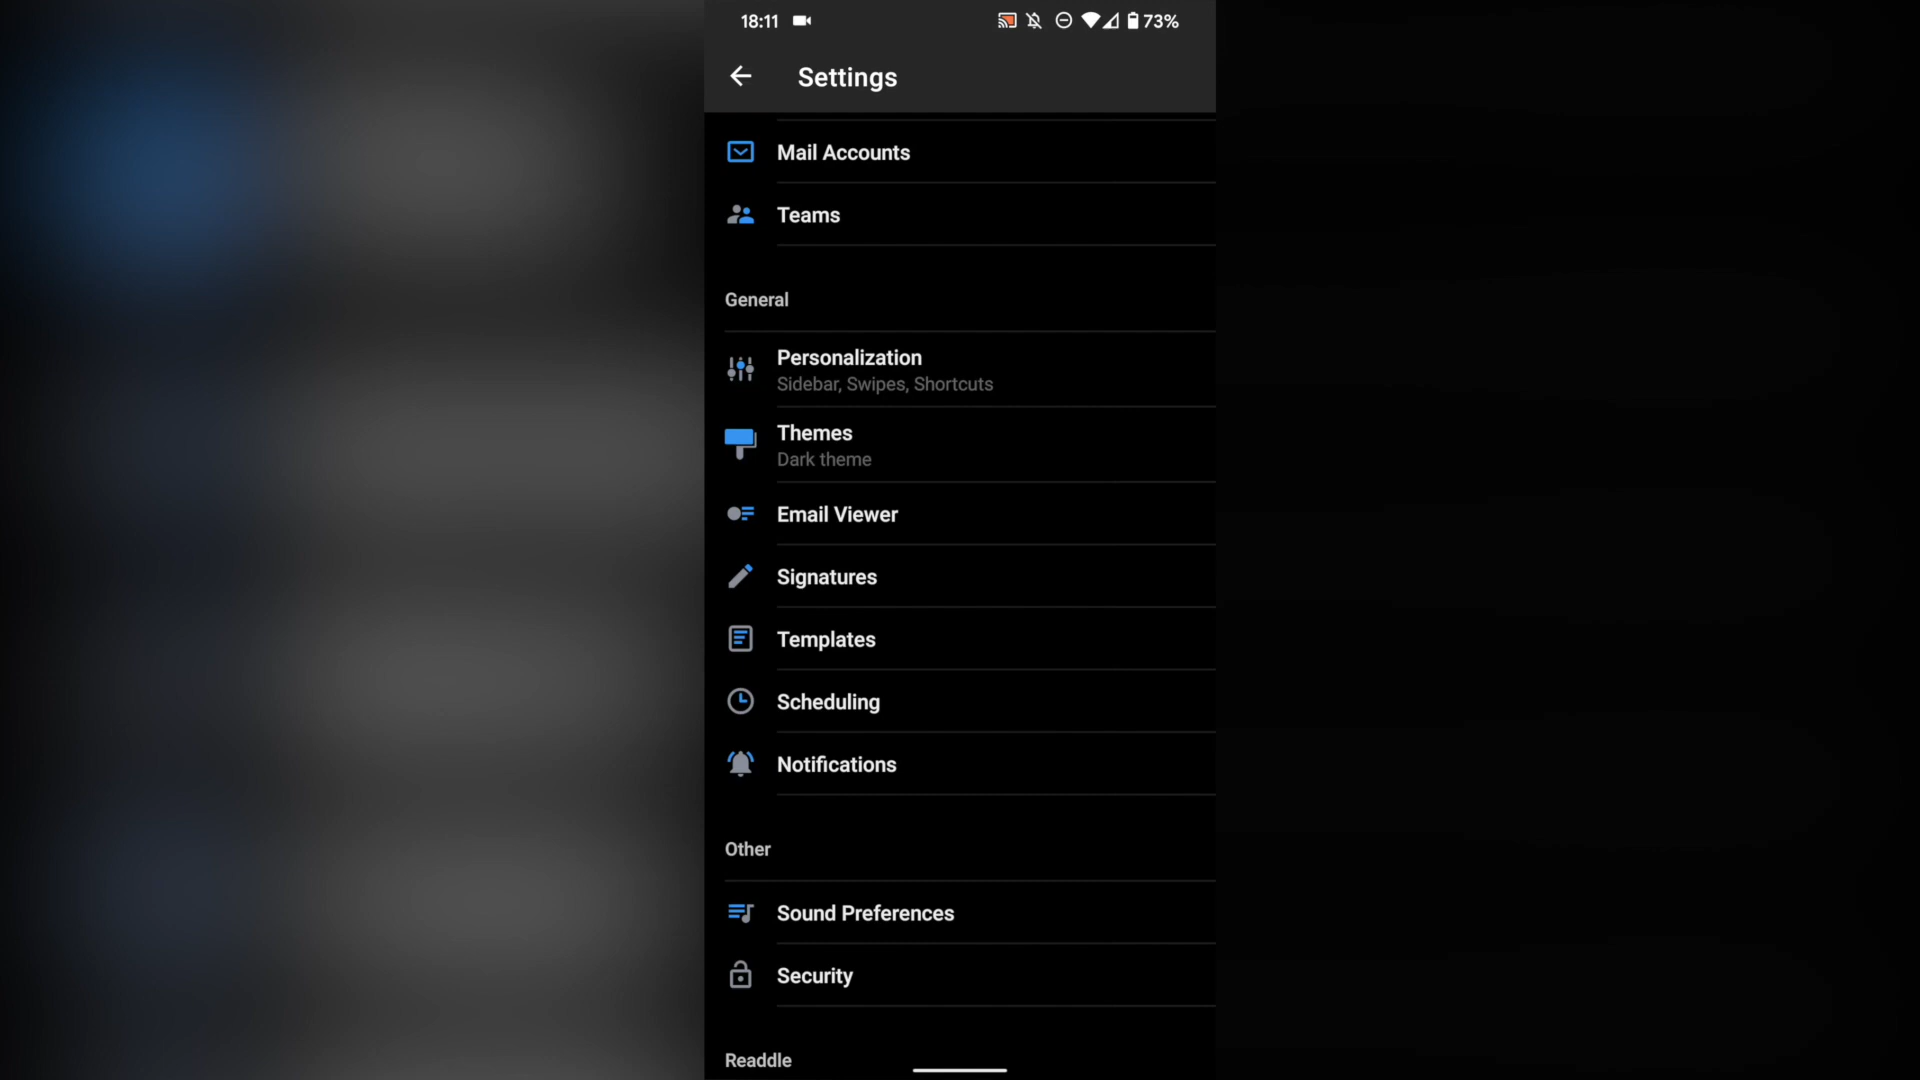 18:11
73%
Settings
Mail Accounts
Teams
General
Personalization
Sidebar, Swipes, Shortcuts
Themes
Dark theme
Email Viewer
Signatures
Templates
Scheduling
Notifications
Other
Sound Preferences
Security
Readdle